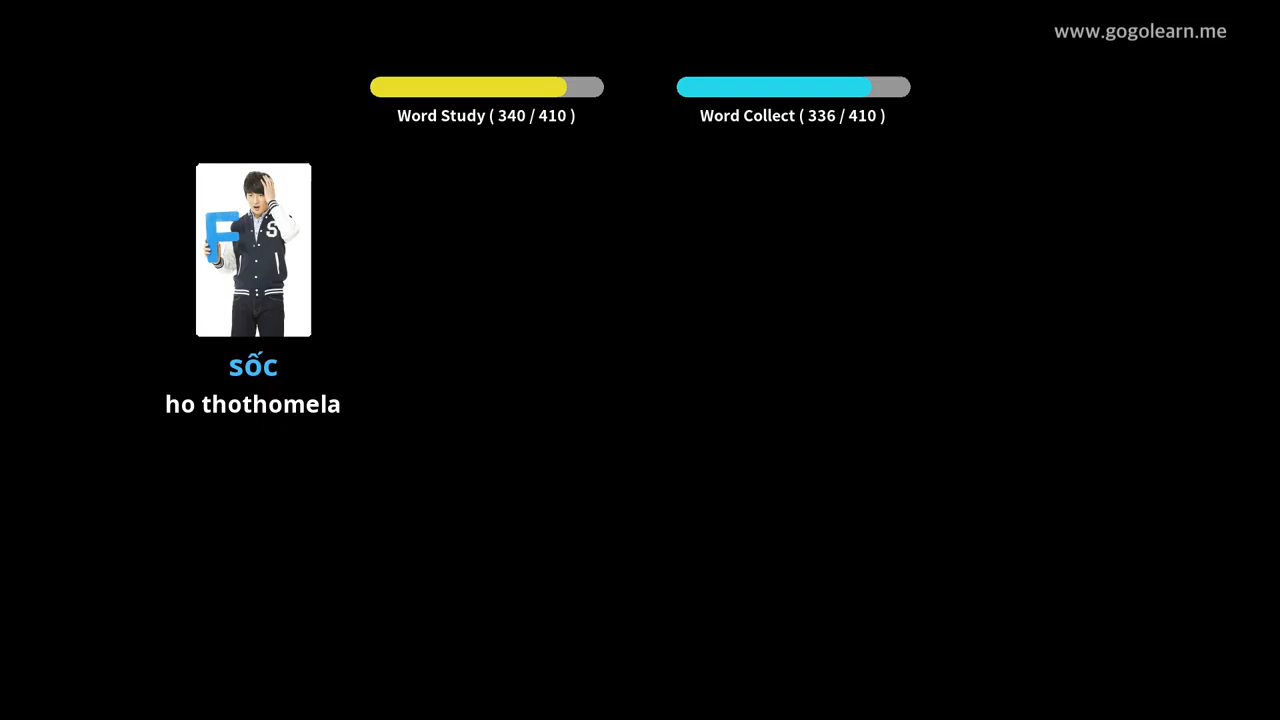 www.gogolearn.me
Word Study ( 340 / 410 )
Word Collect ( 336 / 410 )
F
S
sốc
ho thothomela